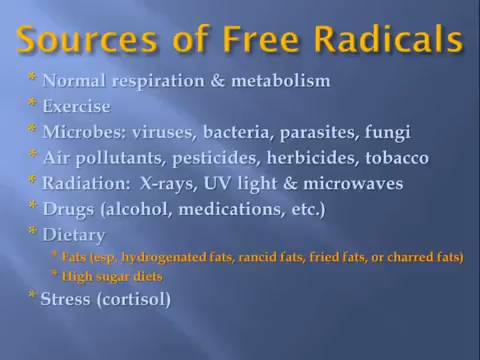 Sources of Free Radicals
* Normal respiration & metabolism
* Exercise
* Microbes: viruses, bacteria, parasites, fungi
* Air pollutants, pesticides, herbicides, tobacco
* Radiation: X-rays, UV light & microwaves
* Drugs (alcohol, medications, etc.)
* Dietary
* Fats (esp. hydrogenated fats, rancid fats, fried fats, or charred fats)
* High sugar diets
* Stress (cortisol)